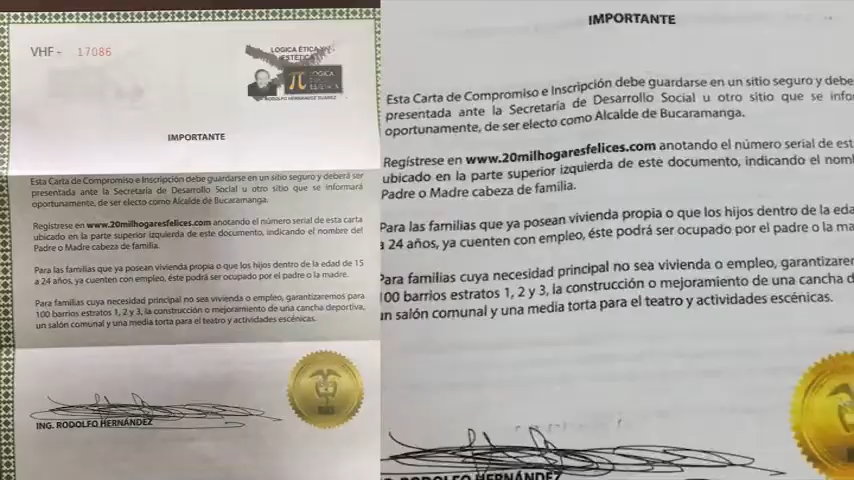 VHF - 17086
LOGICA ÉTICA Y
ESTÉTICA
LOGICA
RODOLFO HERNÁNDEZ SUÁREZ
IMPORTANTE
Esta Carta de Compromiso e Inscripción debe guardarse en un sitio seguro y deberá ser
presentada ante la Secretaría de Desarrollo Social u otro sitio que se informará
oportunamente, de ser electo como Alcalde de Bucaramanga.
Regístrese en www.20milhogaresfelices.com anotando el número serial de esta carta
ubicado en la parte superior izquierda de este documento, indicando el nombre del
Padre o Madre cabeza de familia.
Para las familias que ya posean vivienda propia o que los hijos dentro de la edad de 15
a 24 años, ya cuenten con empleo, éste podrá ser ocupado por el padre o la madre.
Para familias cuya necesidad principal no sea vivienda o empleo, garantizaremos para
100 barrios estratos 1, 2 y 3, la construcción o mejoramiento de una cancha deportiva,
un salón comunal y una media torta para el teatro y actividades escénicas.
ING. RODOLFO HERNÁNDEZ
IMPORTANTE
Esta Carta de Compromiso e Inscripción debe guardarse en un sitio seguro y debe
presentada ante la Secretaría de Desarrollo Social u otro sitio que se infor
oportunamente, de ser electo como Alcalde de Bucaramanga.
Regístrese en www.20milhogaresfelices.com anotando el número serial de est
ubicado en la parte superior izquierda de este documento, indicando el nom
Padre o Madre cabeza de familia.
Para las familias que ya posean vivienda propia o que los hijos dentro de la eda
a 24 años, ya cuenten con empleo, éste podrá ser ocupado por el padre o la ma
Para familias cuya necesidad principal no sea vivienda o empleo, garantizarem
100 barrios estratos 1, 2 y 3, la construcción o mejoramiento de una cancha d
un salón comunal y una media torta para el teatro y actividades escénicas.
RODOLFO HERNÁNDEZ